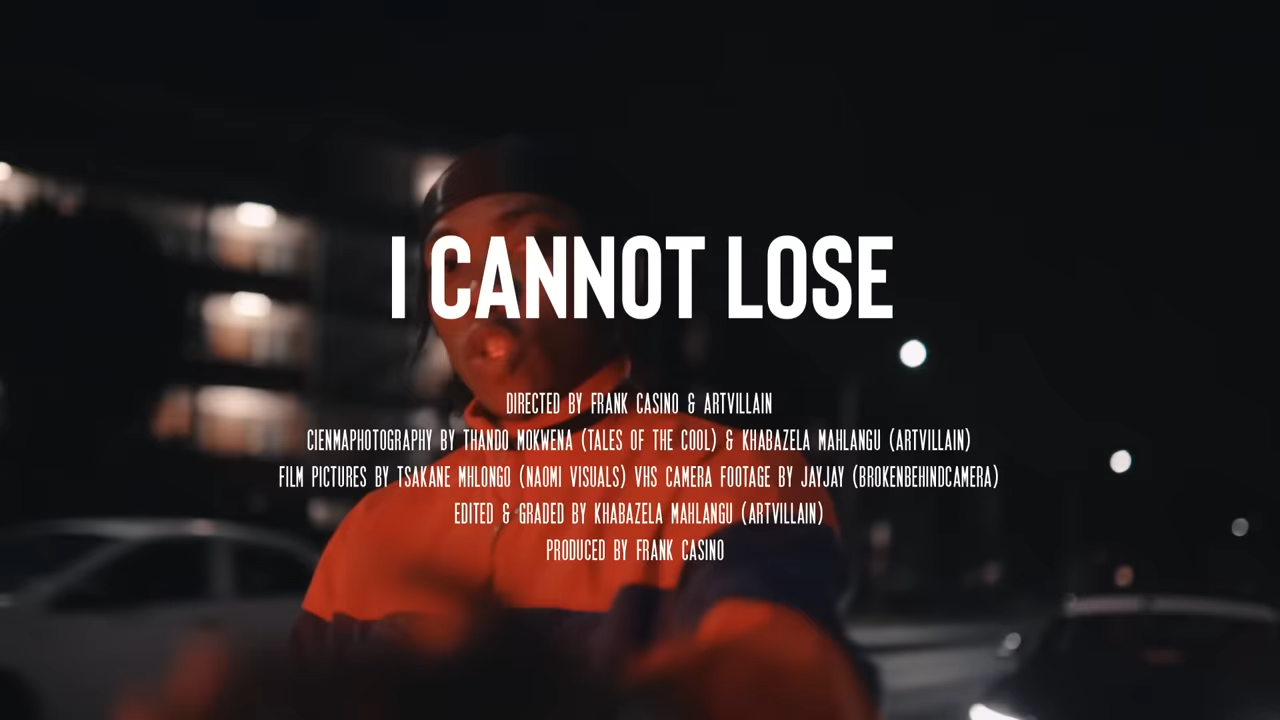 I CANNOT LOSE
DIRECTED BY FRANK CASINO & ARTVILLAIN
CIENMAPHOTOGRAPHY BY THANDO MOKWENA (TALES OF THE COOL) & KHABAZELA MAHLANGU (ARTVILLAIN)
FILM PICTURES BY TSAKANE MHLONGO (NAOMI VISUALS) VHS CAMERA FOOTAGE BY JAYJAY (BROKENBEHINDCAMERA)
EDITED & GRADED BY KHABAZELA MAHLANGU (ARTVILLAIN)
PRODUCED BY FRANK CASINO